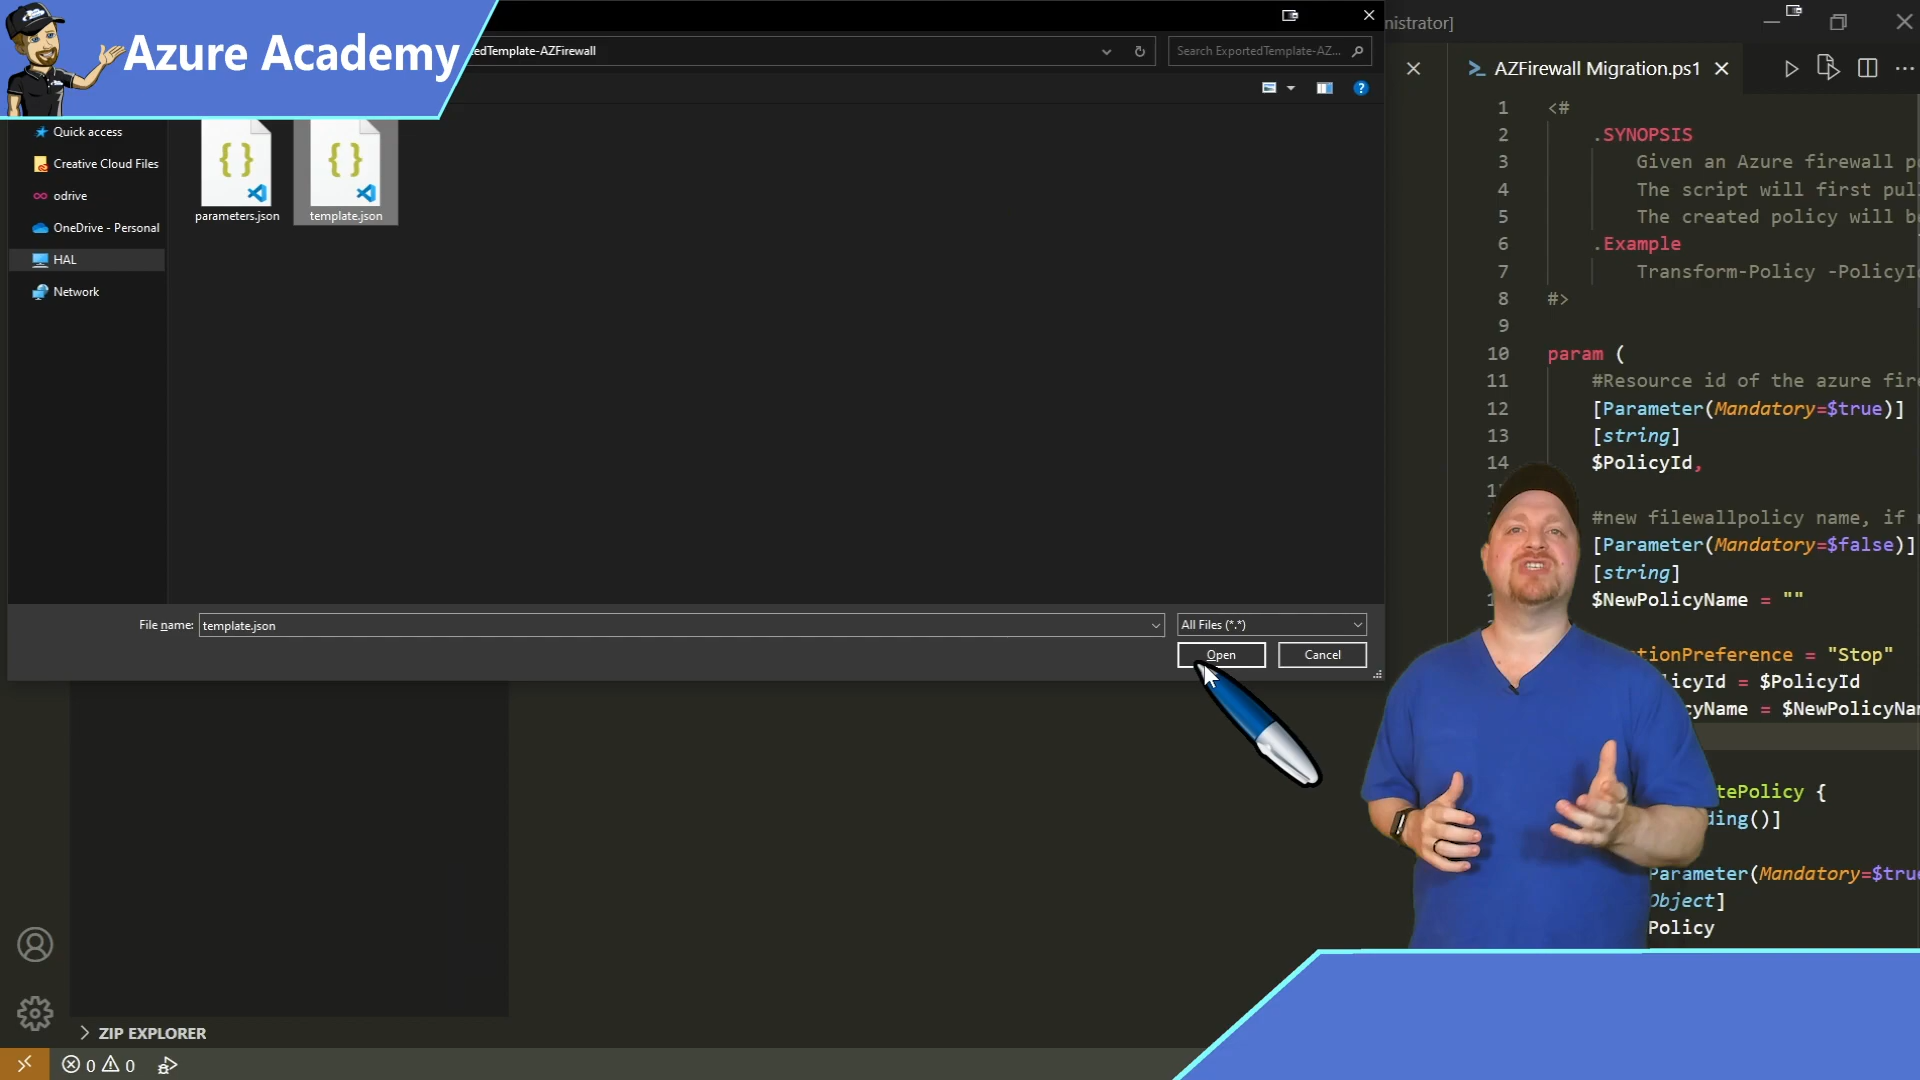 Azure Academy
edTemplate-AZFirewall
Search ExportedTemplate-AZ...
Quick access
Creative Cloud Files
odrive
OneDrive - Personal
HAL
Network
parameters.json
template.json
File name:
template.json
All Files (*.*)
Open
Cancel
ZIP EXPLORER
0
0
nistrator]
AZFirewall Migration.ps1
1 <#
2 .SYNOPSIS
3 Given an Azure firewall p
4 The script will first pul
5 The created policy will b
6 .Example
7 Transform-Policy -PolicyI
8 #>
9
10 param (
11 #Resource id of the azure fir
12 [Parameter(Mandatory=$true)]
13 [string]
14 $PolicyId,
#new filewallpolicy name, if
[Parameter(Mandatory=$false)]
[string]
$NewPolicyName = ""
tionPreference = "Stop"
licyId = $PolicyId
cyName = $NewPolicyNa
tePolicy {
ding()]
Parameter(Mandatory=$tru
Object]
Policy